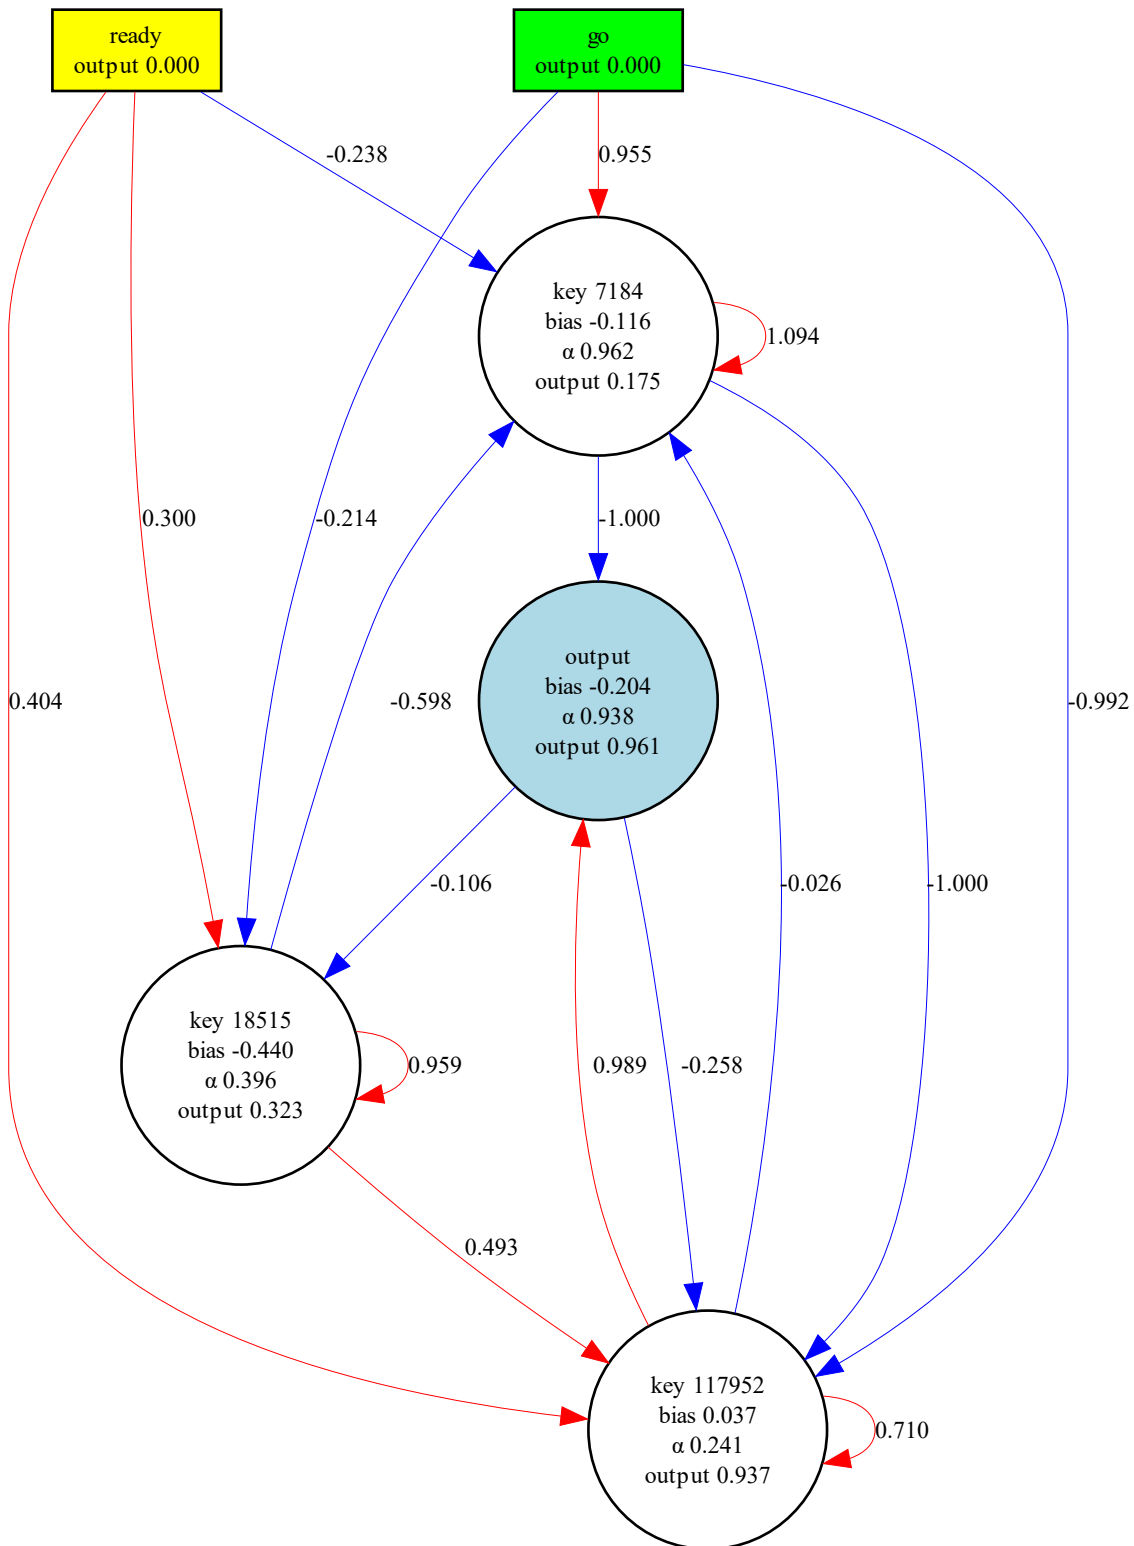 ready
output 0.000
go
output 0.000
-0.238
0.955
key 7184
bias -0.116
α 0.962
output 0.175
1.094
0.300
-0.214
-1.000
0.404
-0.598
output
bias -0.204
α 0.938
output 0.961
-0.992
-0.106
-0.026
-1.000
key 18515
bias -0.440
α 0.396
output 0.323
0.959
0.989
-0.258
0.493
key 117952
bias 0.037
α 0.241
output 0.937
0.710